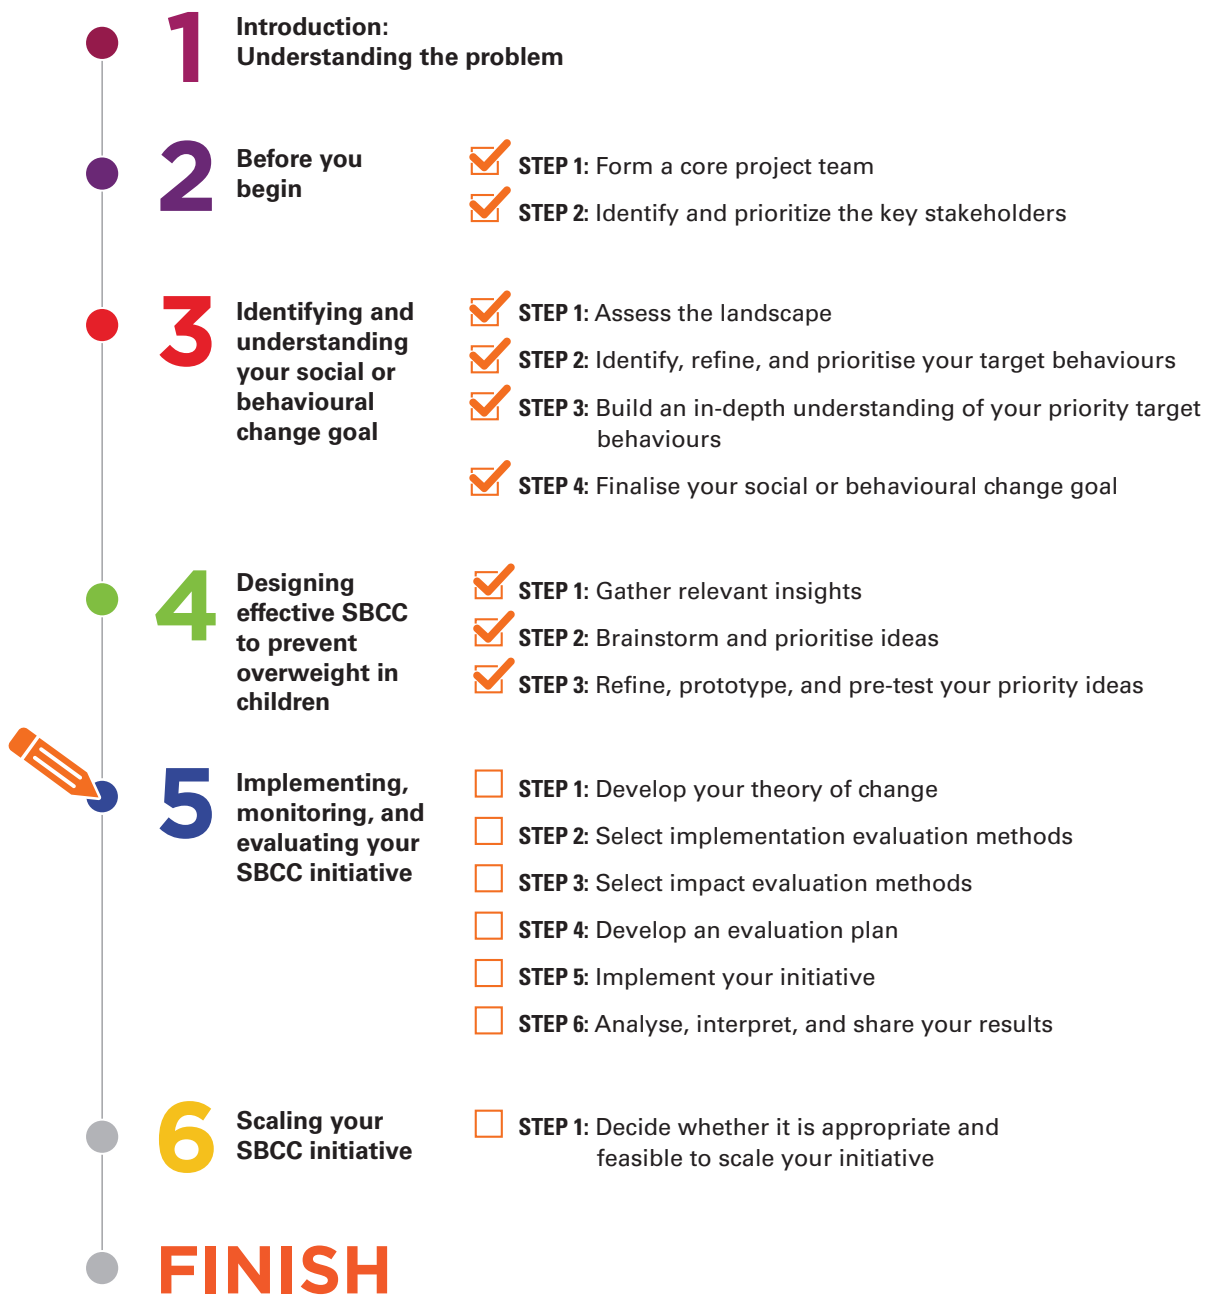 1
Introduction:
Understanding the problem
2
Before you
begin
STEP 1: Form a core project team
STEP 2: Identify and prioritize the key stakeholders
3
Identifying and
understanding
your social or
behavioural
change goal
STEP 1: Assess the landscape
STEP 2: Identify, refine, and prioritise your target behaviours
STEP 3: Build an in-depth understanding of your priority target
behaviours
STEP 4: Finalise your social or behavioural change goal
4
Designing
effective SBCC
to prevent
overweight in
children
STEP 1: Gather relevant insights
STEP 2: Brainstorm and prioritise ideas
STEP 3: Refine, prototype, and pre-test your priority ideas
5
Implementing,
monitoring, and
evaluating your
SBCC initiative
STEP 1: Develop your theory of change
STEP 2: Select implementation evaluation methods
STEP 3: Select impact evaluation methods
STEP 4: Develop an evaluation plan
STEP 5: Implement your initiative
STEP 6: Analyse, interpret, and share your results
6
Scaling your
SBCC initiative
STEP 1: Decide whether it is appropriate and
feasible to scale your initiative
FINISH